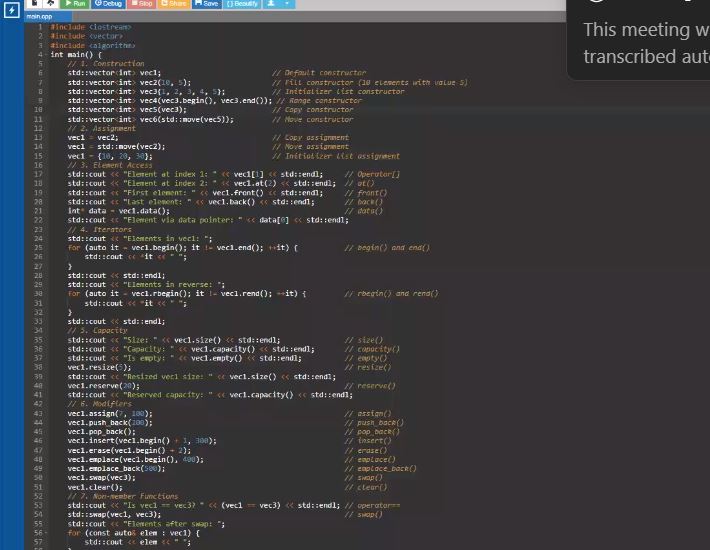 Run Debug Stop Share Save {} Beautify
This meeting w
transcribed auto
main.cpp
1 #include <iostream>
2 #include <vector>
3 #include <algorithm>
4 int main() {
5 // 1. Construction
6 std::vector<int> vec1; // Default constructor
7 std::vector<int> vec2(10, 5); // Fill constructor (10 elements with value 5)
8 std::vector<int> vec3{1, 2, 3, 4, 5}; // Initializer list constructor
9 std::vector<int> vec4(vec3.begin(), vec3.end()); // Range constructor
10 std::vector<int> vec5(vec3); // Copy constructor
11 std::vector<int> vec6(std::move(vec5)); // Move constructor
12 // 2. Assignment
13 vec1 = vec2; // Copy assignment
14 vec1 = std::move(vec2); // Move assignment
15 vec1 = {10, 20, 30}; // Initializer list assignment
16 // 3. Element Access
17 std::cout << "Element at index 1: " << vec1[1] << std::endl; // Operator[]
18 std::cout << "Element at index 2: " << vec1.at(2) << std::endl; // at()
19 std::cout << "First element: " << vec1.front() << std::endl; // front()
20 std::cout << "Last element: " << vec1.back() << std::endl; // back()
21 int* data = vec1.data(); // data()
22 std::cout << "Element via data pointer: " << data[0] << std::endl;
23 // 4. Iterators
24 std::cout << "Elements in vec1: ";
25 for (auto it = vec1.begin(); it != vec1.end(); ++it) { // begin() and end()
26 std::cout << *it << " ";
27 }
28 std::cout << std::endl;
29 std::cout << "Elements in reverse: ";
30 for (auto it = vec1.rbegin(); it != vec1.rend(); ++it) { // rbegin() and rend()
31 std::cout << *it << " ";
32 }
33 std::cout << std::endl;
34 // 5. Capacity
35 std::cout << "Size: " << vec1.size() << std::endl; // size()
36 std::cout << "Capacity: " << vec1.capacity() << std::endl; // capacity()
37 std::cout << "Is empty: " << vec1.empty() << std::endl; // empty()
38 vec1.resize(5); // resize()
39 std::cout << "Resized vec1 size: " << vec1.size() << std::endl;
40 vec1.reserve(20); // reserve()
41 std::cout << "Reserved capacity: " << vec1.capacity() << std::endl;
42 // 6. Modifiers
43 vec1.assign(7, 100); // assign()
44 vec1.push_back(200); // push_back()
45 vec1.pop_back(); // pop_back()
46 vec1.insert(vec1.begin() + 1, 300); // insert()
47 vec1.erase(vec1.begin() + 2); // erase()
48 vec1.emplace(vec1.begin(), 400); // emplace()
49 vec1.emplace_back(500); // emplace_back()
50 vec1.swap(vec3); // swap()
51 vec1.clear(); // clear()
52 // 7. Non-member Functions
53 std::cout << "Is vec1 == vec3? " << (vec1 == vec3) << std::endl; // operator==
54 std::swap(vec1, vec3); // swap()
55 std::cout << "Elements after swap: ";
56 for (const auto& elem : vec1) {
57 std::cout << elem << " ";